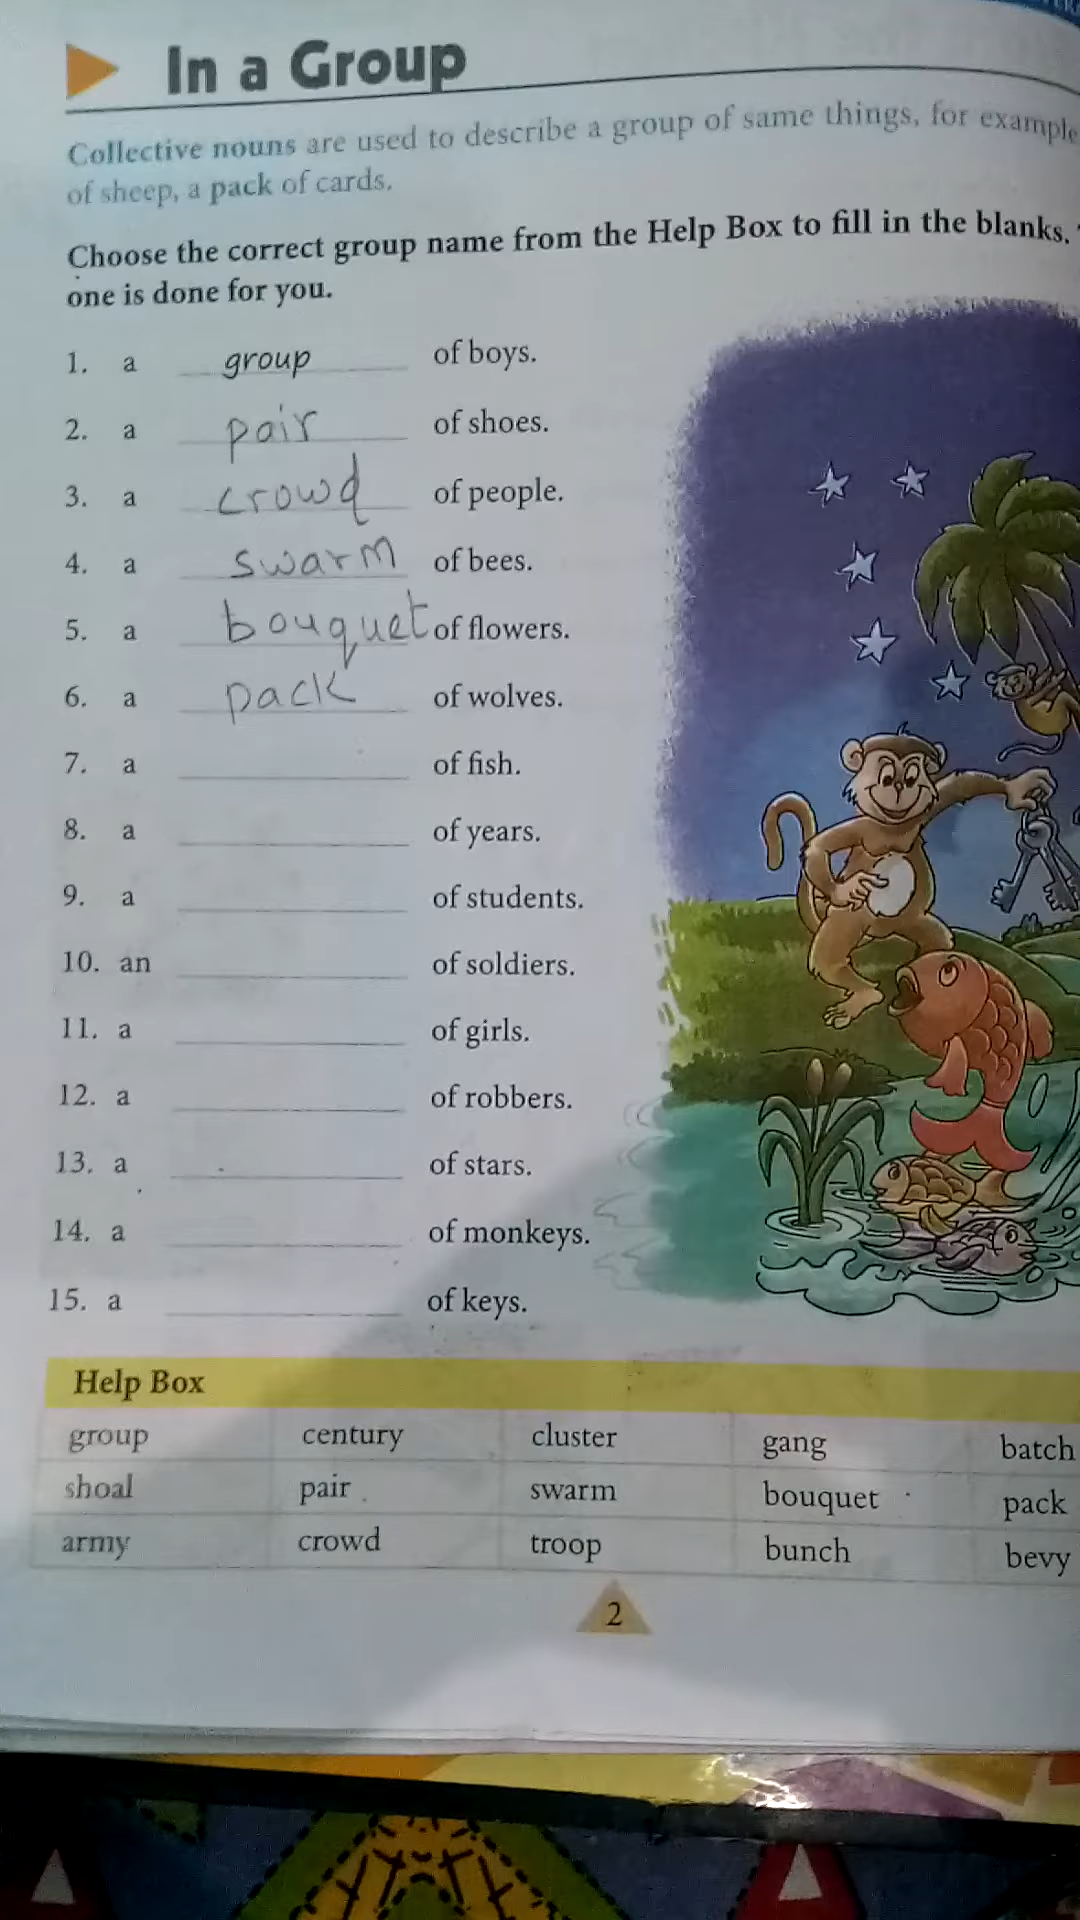 In a Group
Collective nouns are used to describe a group of same things, for example
of sheep, a pack of cards.
Choose the correct group name from the Help Box to fill in the blanks.
one is done for you.
1. a group of boys.
2. a pair of shoes.
3. a crowd of people.
4. a swarm of bees.
5. a bouquet of flowers.
6. a pack of wolves.
7. a of fish.
8. a of years.
9. a of students.
10. an of soldiers.
11. a of girls.
12. a of robbers.
13. a of stars.
14. a of monkeys.
15. a of keys.
Help Box
group century cluster gang batch
shoal pair swarm bouquet pack
army crowd troop bunch bevy
2